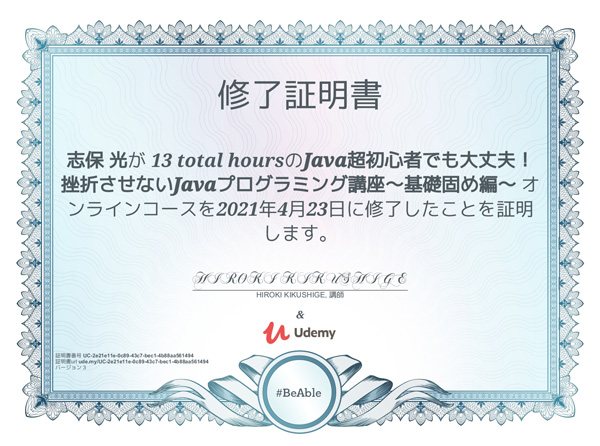 修了証明書
志保 光が 13 total hoursのJava超初心者でも大丈夫！
挫折させないJavaプログラミング講座～基礎固め編～ オ
ンラインコースを2021年4月23日に修了したことを証明
します。
HIROKI KIKUSHIGE
HIROKI KIKUSHIGE, 講師
&
Udemy
証明書番号 UC-2e21e11e-0c89-43c7-bec1-4b88aa561494
証明書url ude.my/UC-2e21e11e-0c89-43c7-bec1-4b88aa561494
バージョン 3
#BeAble